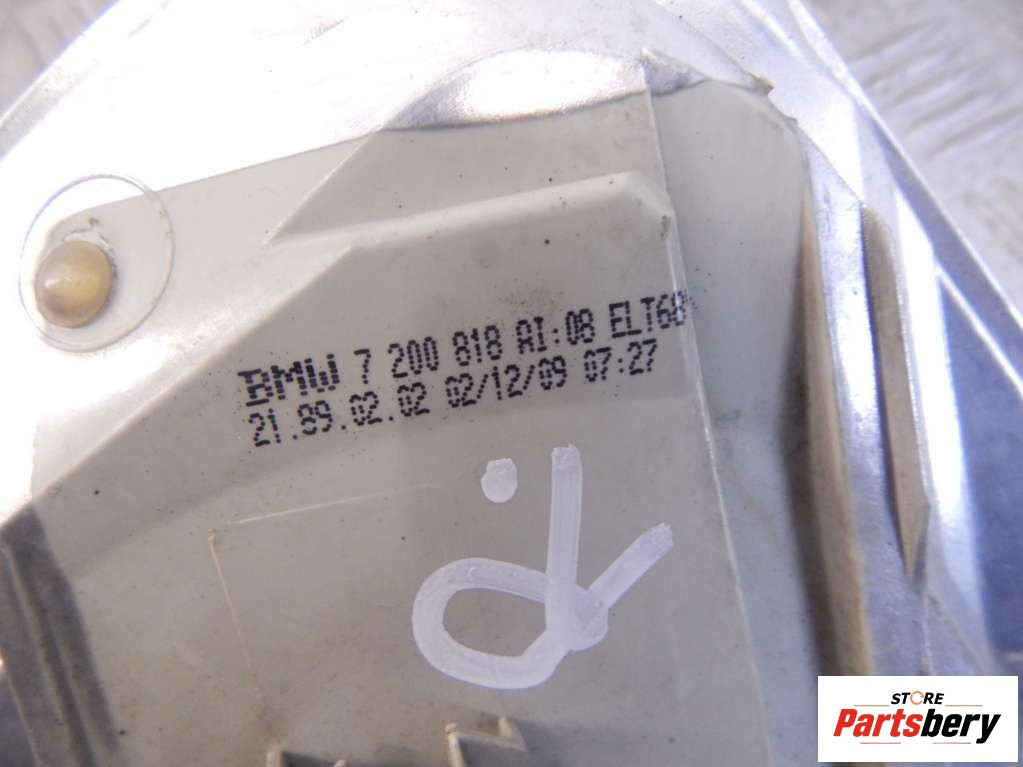 BMW 7 200 818 AI:08 ELT68
21.89.02.02 02/12/09 07:27
STORE
Partsbery